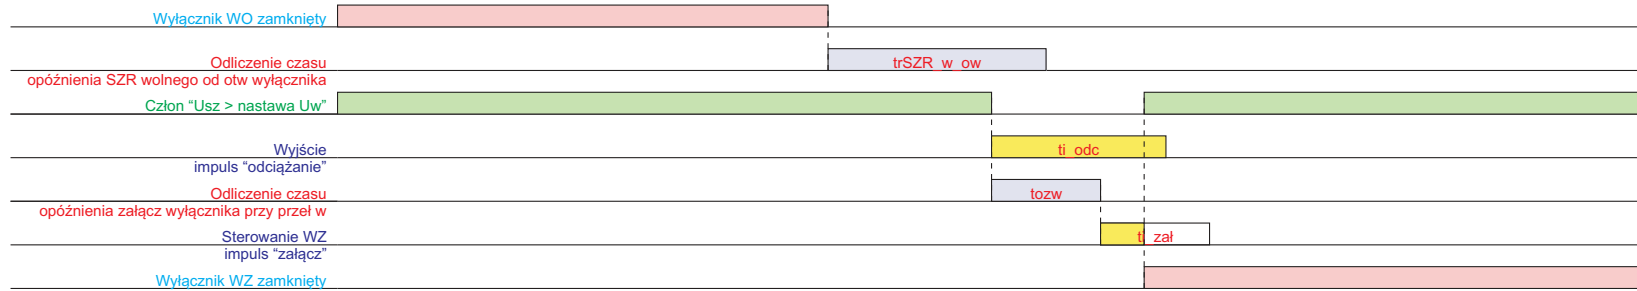 Wyłącznik WO zamknięty
Odliczenie czasu
opóźnienia SZR wolnego od otw wyłącznika
trSZR_w_ow
Człon “Usz > nastawa Uw”
Wyjście
impuls “odciążanie”
ti_odc
Odliczenie czasu
opóźnienia załącz wyłącznika przy przeł w
tozw
Sterowanie WZ
impuls “załącz”
ti_zał
Wyłącznik WZ zamknięty